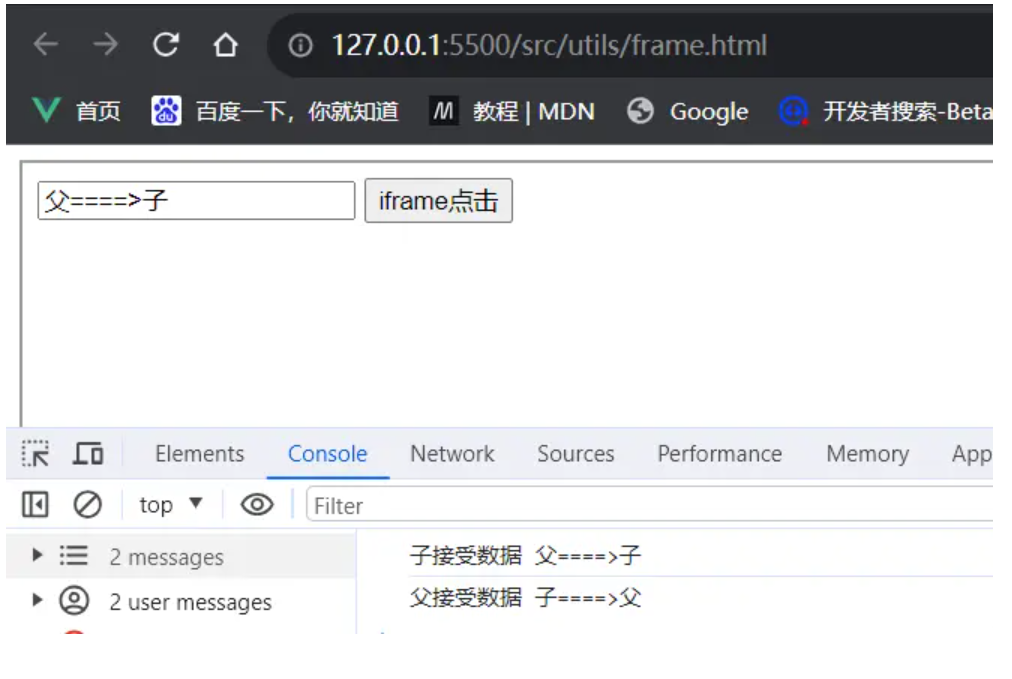 127.0.0.1:5500/src/utils/frame.html
首页 百度一下，你就知道 M 教程 | MDN Google 开发者搜索-Beta
父====>子 iframe点击
Elements Console Network Sources Performance Memory App
top Filter
2 messages 子接受数据 父====>子
2 user messages 父接受数据 子====>父